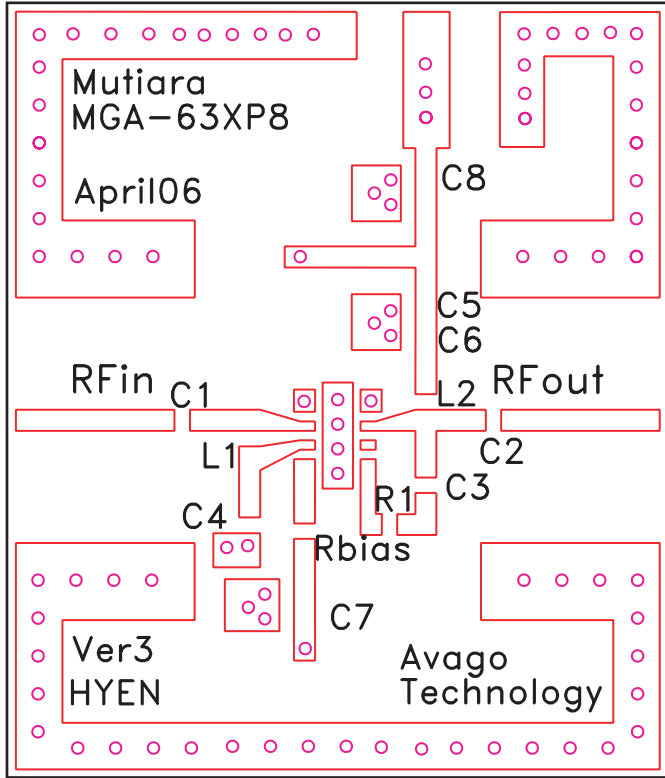 Mutiara
MGA-63XP8
April06
C8
C5
C6
RFin
C1
L2
RFout
L1
C2
C3
R1
C4
Rbias
C7
Ver3
HYEN
Avago
Technology